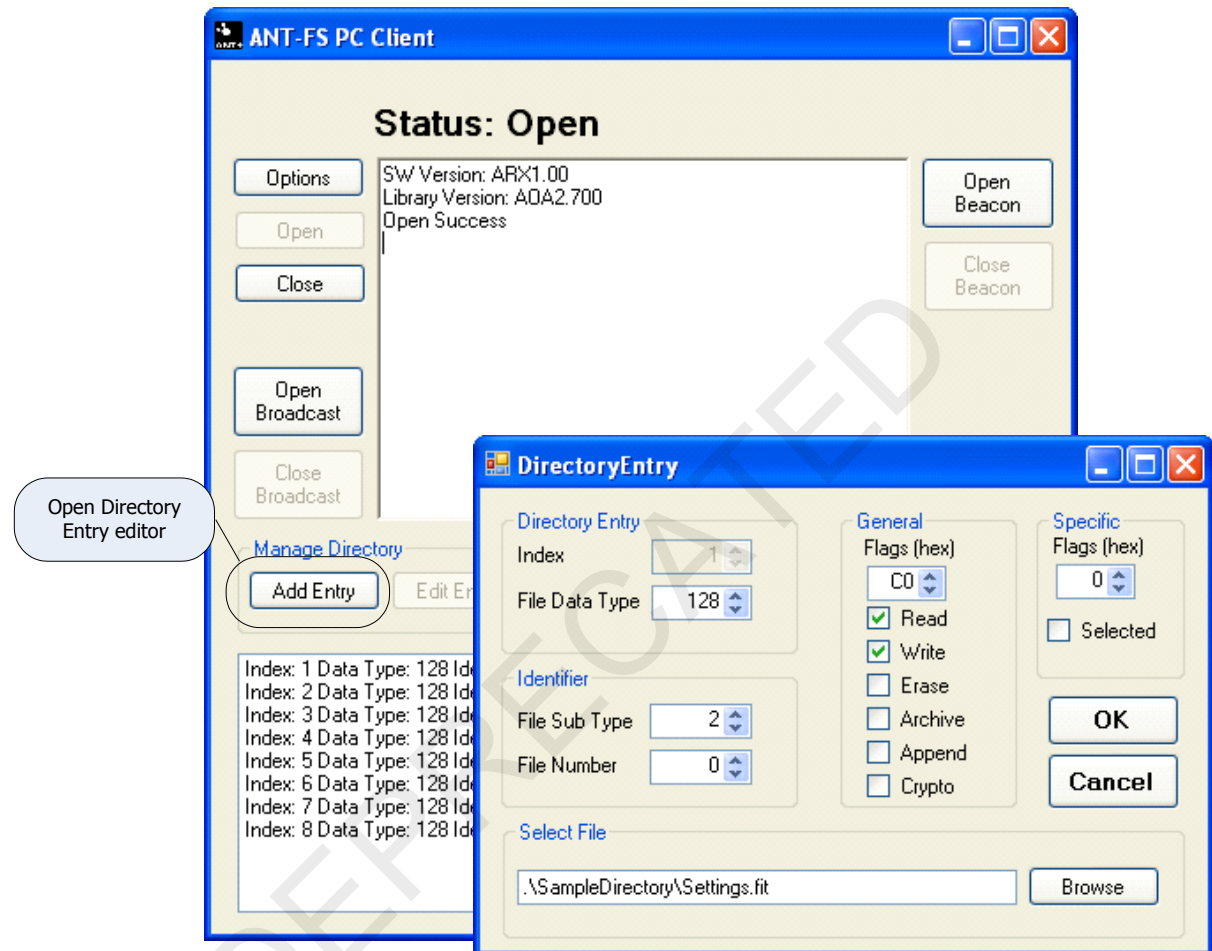 ANT-FS PC Client
Status: Open
Options
Open
Close
SW Version: ARX1.00
Library Version: AOA2.700
Open Success
Open
Beacon
Close
Beacon
Open
Broadcast
Close
Broadcast
Open Directory
Entry editor
Manage Directory
Add Entry
Edit
Index: 1 Data Type: 128
Index: 2 Data Type: 128
Index: 3 Data Type: 128
Index: 4 Data Type: 128
Index: 5 Data Type: 128
Index: 6 Data Type: 128
Index: 7 Data Type: 128
Index: 8 Data Type: 128
DirectoryEntry
Directory Entry
Index 1
File Data Type 128
Identifier
File Sub Type 2
File Number 0
General
Flags (hex)
C0
Read
Write
Erase
Archive
Append
Crypto
Specific
Flags (hex)
0
Selected
OK
Cancel
Select File
.\SampleDirectory\Settings.fit
Browse
DEPRECATED